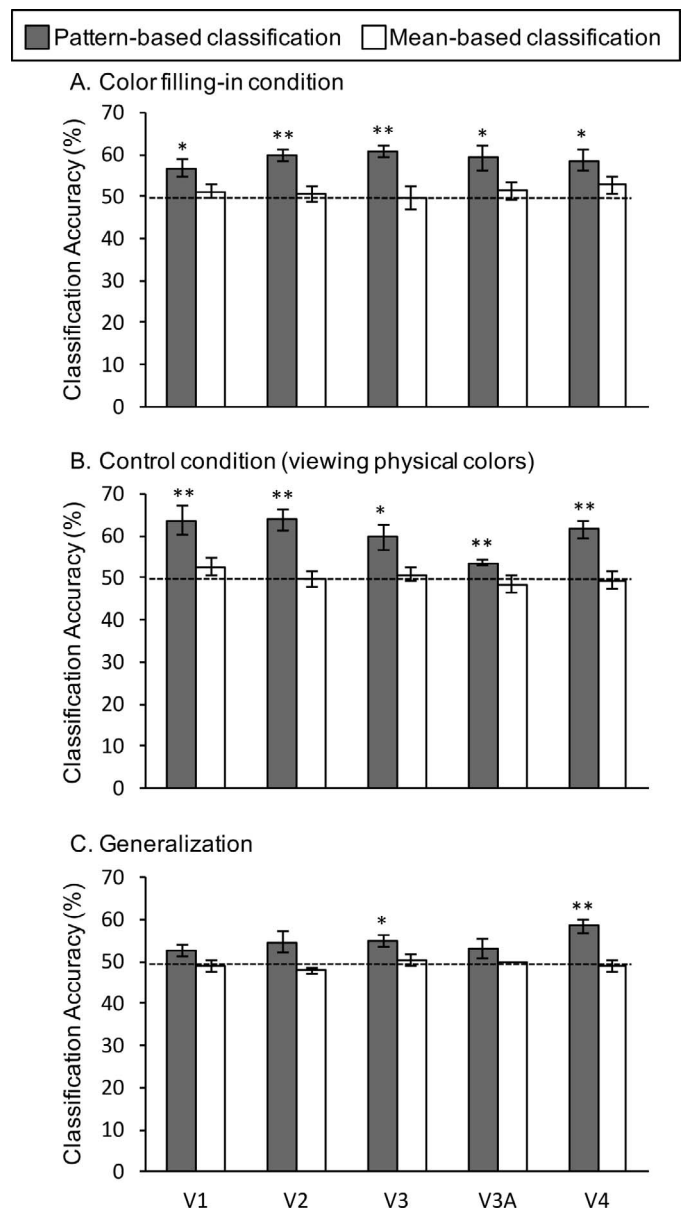 Pattern-based classification Mean-based classification
A. Color filling-in condition
Classification Accuracy (%)
70
60
50
40
30
20
10
0
* ** ** * *
B. Control condition (viewing physical colors)
Classification Accuracy (%)
70
60
50
40
30
20
10
0
** ** * ** **
C. Generalization
Classification Accuracy (%)
70
60
50
40
30
20
10
0
* **
V1 V2 V3 V3A V4